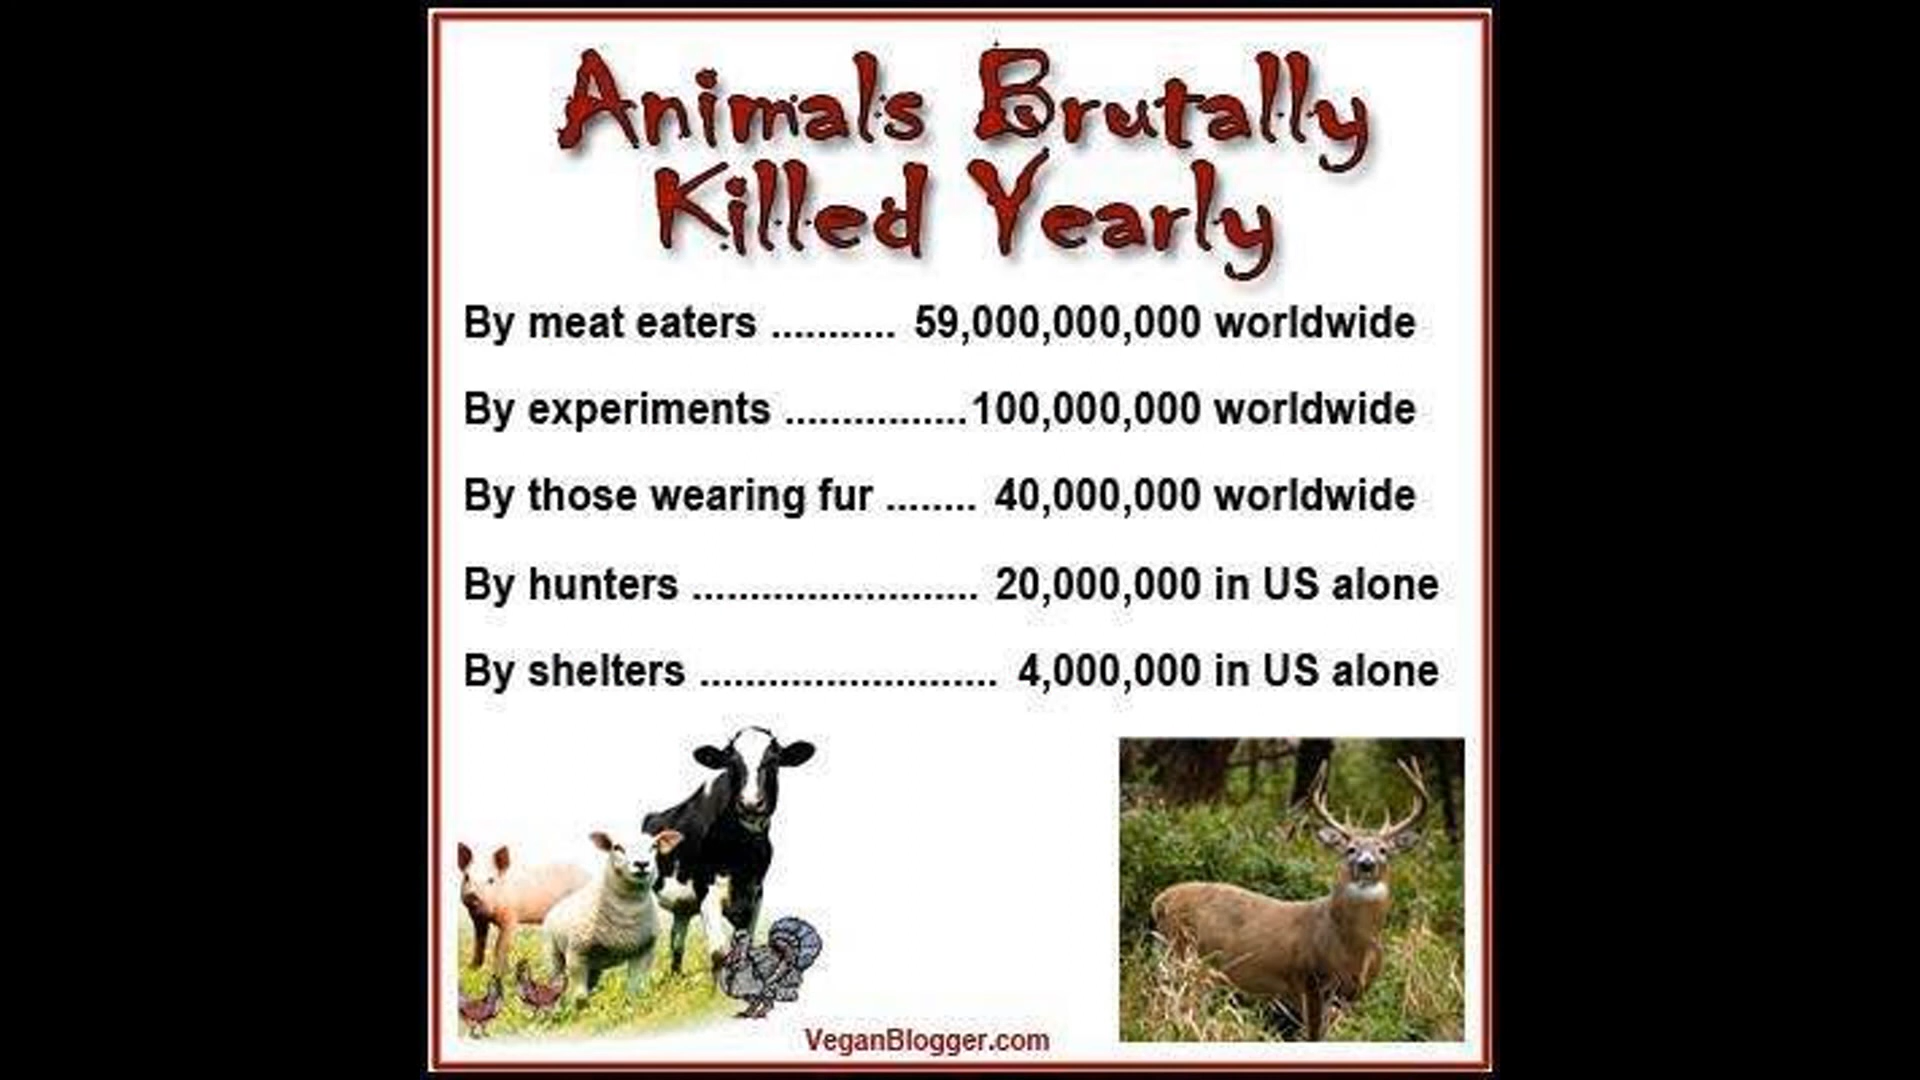 Animals Brutally
Killed Yearly
By meat eaters ........... 59,000,000,000 worldwide
By experiments ................100,000,000 worldwide
By those wearing fur ........ 40,000,000 worldwide
By hunters ......................... 20,000,000 in US alone
By shelters .......................... 4,000,000 in US alone
VeganBlogger.com